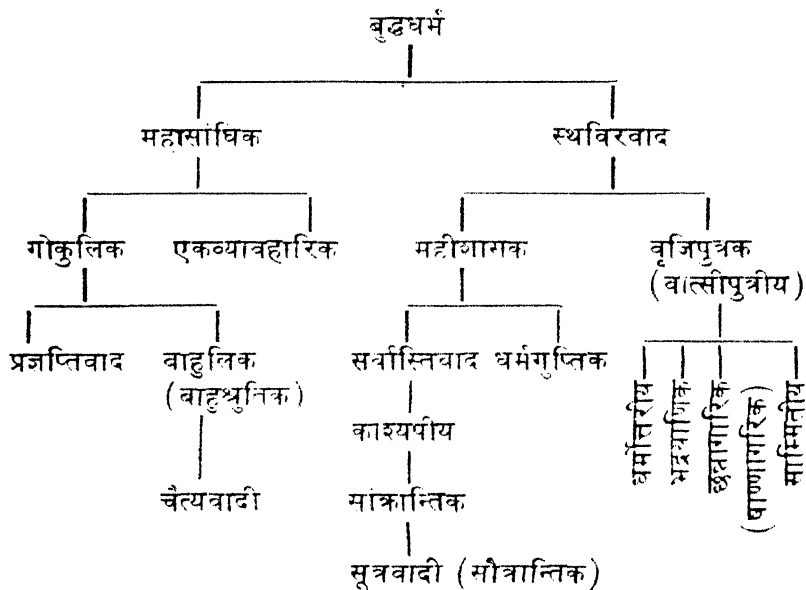 बुद्धधर्म
महासांघिक स्थविरवाद
गोकुलिक एकव्यावहारिक महीशासक वृजिपुत्रक
(वात्सीपुत्रीय)
प्रज्ञप्तिवाद बाहुलिक सर्वास्तिवाद धर्मगुप्तिक
(बाहुश्रुतिक)
धर्मोत्तरीय
भद्रयाणिक
छन्नागारिक
(षाण्णागरिक)
साम्मितीय
काश्यपीय
चैत्यवादी सांक्रान्तिक
सूत्रवादी (सौत्रान्तिक)